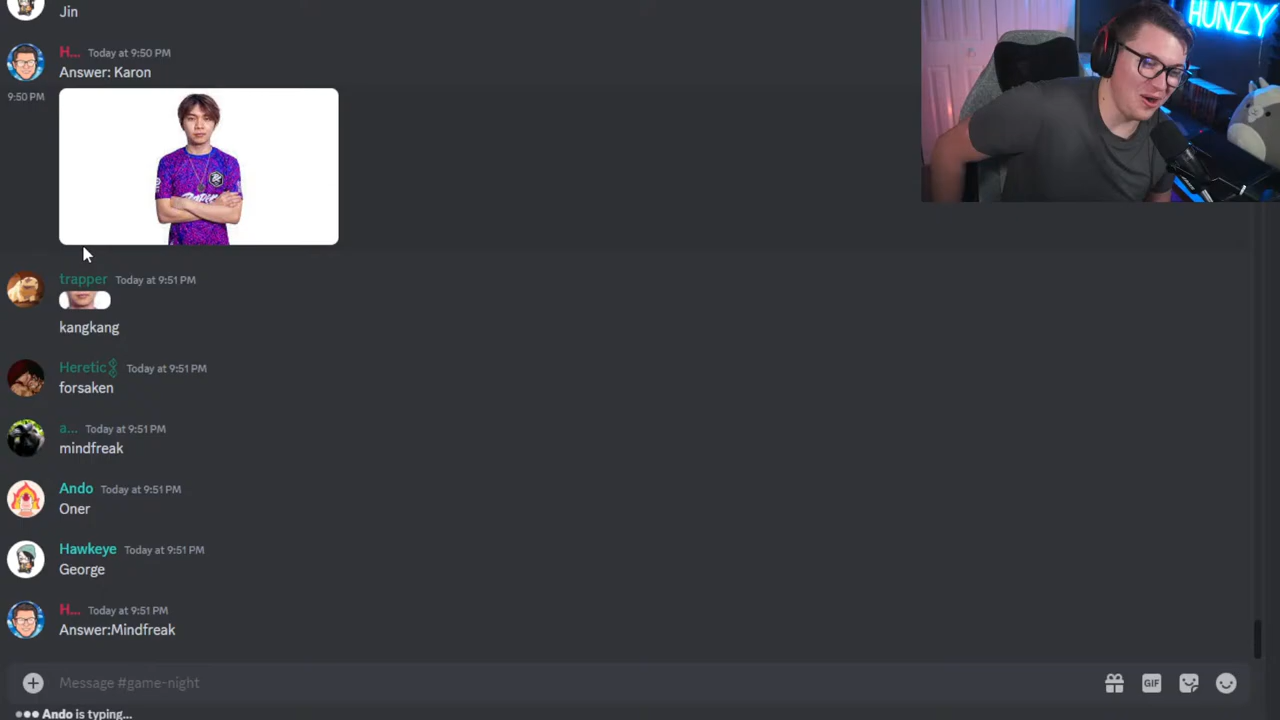 Jin
HUNZY
H... Today at 9:50 PM
Answer: Karon
9:50 PM
trapper Today at 9:51 PM
kangkang
Heretic Today at 9:51 PM
forsaken
a... Today at 9:51 PM
mindfreak
Ando Today at 9:51 PM
Oner
Hawkeye Today at 9:51 PM
George
H... Today at 9:51 PM
Answer:Mindfreak
Message #game-night
GIF
Ando is typing...